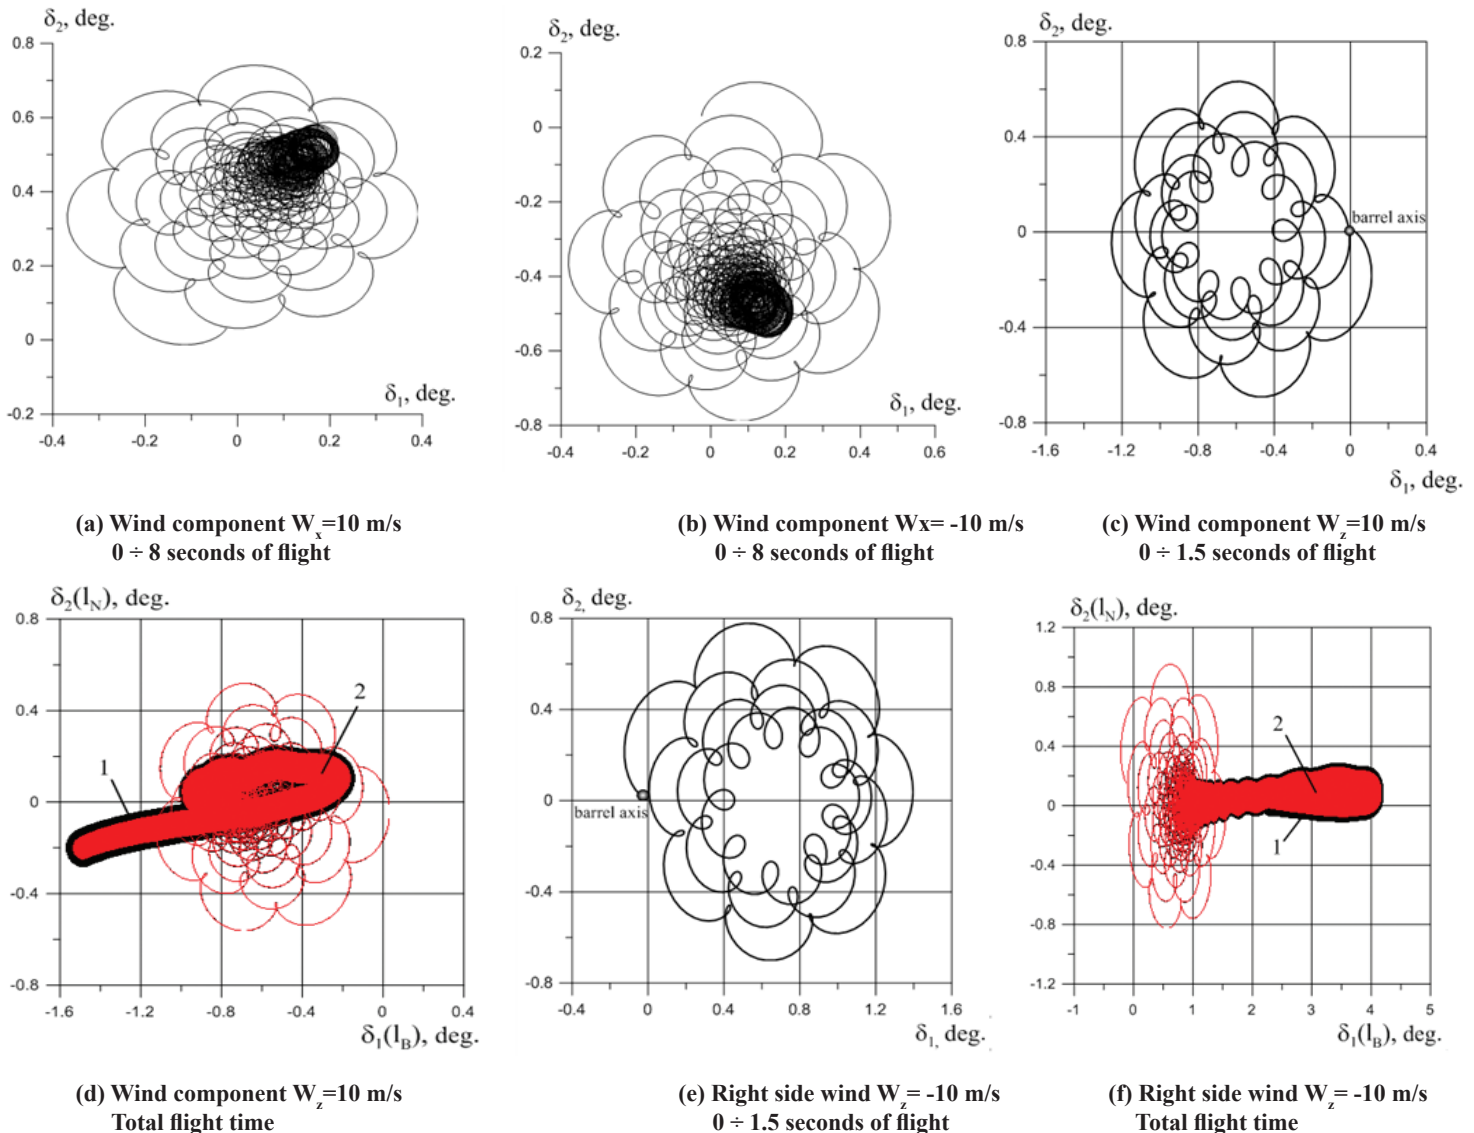 δ₂, deg.
0.8
0.6
0.4
0.2
0
-0.2
-0.4
-0.2
0
0.2
0.4
δ₁, deg.
(a) Wind component Wₓ=10 m/s
0 ÷ 8 seconds of flight
δ₂, deg.
0.2
0
-0.2
-0.4
-0.6
-0.8
-0.4
-0.2
0
0.2
0.4
0.6
δ₁, deg.
(b) Wind component Wx= -10 m/s
0 ÷ 8 seconds of flight
δ₂, deg.
0.8
0.4
0
-0.4
-0.8
barrel axis
-1.6
-1.2
-0.8
-0.4
0
0.4
δ₁, deg.
(c) Wind component W_z=10 m/s
0 ÷ 1.5 seconds of flight
δ₂(l_N), deg.
0.8
0.4
0
-0.4
-0.8
1
2
-1.6
-1.2
-0.8
-0.4
0
0.4
δ₁(l_B), deg.
(d) Wind component W_z=10 m/s
Total flight time
δ₂, deg.
0.8
0.4
0
-0.4
-0.8
barrel axis
-0.4
0
0.4
0.8
1.2
1.6
δ₁, deg.
(e) Right side wind W_z= -10 m/s
0 ÷ 1.5 seconds of flight
δ₂(l_N), deg.
1.2
0.8
0.4
0
-0.4
-0.8
-1.2
2
1
-1
0
1
2
3
4
5
δ₁(l_B), deg.
(f) Right side wind W_z= -10 m/s
Total flight time